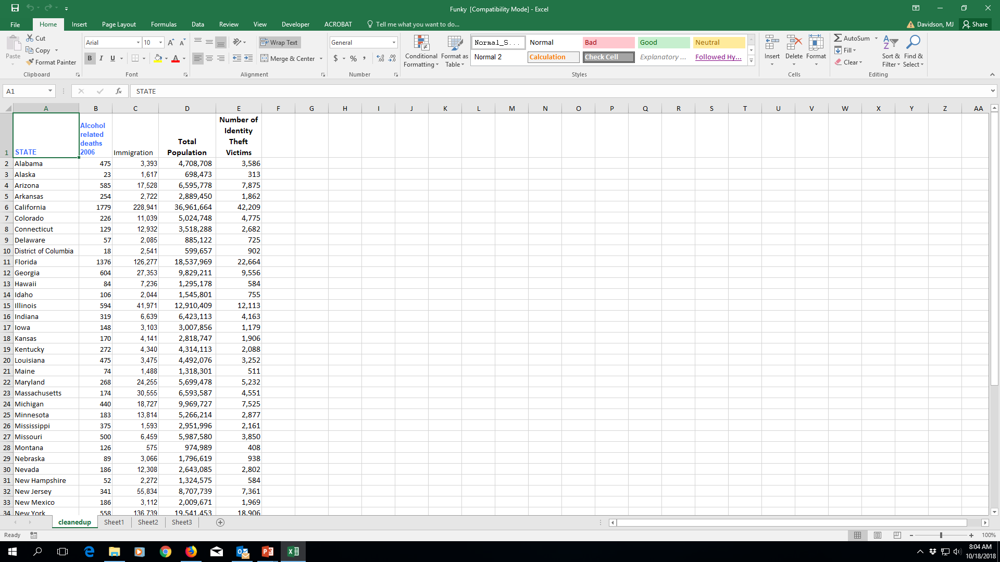 Funky  [Compatibility Mode] - Excel
File Home Insert Page Layout Formulas Data Review View Developer ACROBAT Tell me what you want to do... Davidson, MJ Share
Paste Cut Copy Format Painter Clipboard
Arial 10 B I U A Font
Wrap Text Merge & Center Alignment
General $ % Number
Conditional Formatting Format as Table
Normal_S... Normal Bad Good Neutral
Normal 2 Calculation Check Cell Explanatory ... Followed Hy...
Styles
Insert Delete Format Cells
AutoSum Fill Clear Sort & Filter Find & Select Editing
A1 fx STATE
A B C D E F G H I J K L M N O P Q R S T U V W X Y Z AA
1 STATE Alcohol related deaths 2006 Immigration Total Population Number of Identity Theft Victims
2 Alabama 475 3,393 4,708,708 3,586
3 Alaska 23 1,617 698,473 313
4 Arizona 585 17,528 6,595,778 7,875
5 Arkansas 254 2,722 2,889,450 1,862
6 California 1779 228,941 36,961,664 42,209
7 Colorado 226 11,039 5,024,748 4,775
8 Connecticut 129 12,932 3,518,288 2,682
9 Delaware 57 2,085 885,122 725
10 District of Columbia 18 2,541 599,657 902
11 Florida 1376 126,277 18,537,969 22,664
12 Georgia 604 27,353 9,829,211 9,556
13 Hawaii 84 7,236 1,295,178 584
14 Idaho 106 2,044 1,545,801 755
15 Illinois 594 41,971 12,910,409 12,113
16 Indiana 319 6,639 6,423,113 4,163
17 Iowa 148 3,103 3,007,856 1,179
18 Kansas 170 4,141 2,818,747 1,906
19 Kentucky 272 4,340 4,314,113 2,088
20 Louisiana 475 3,475 4,492,076 3,252
21 Maine 74 1,488 1,318,301 511
22 Maryland 268 24,255 5,699,478 5,232
23 Massachusetts 174 30,555 6,593,587 4,551
24 Michigan 440 18,727 9,969,727 7,525
25 Minnesota 183 13,814 5,266,214 2,877
26 Mississippi 375 1,593 2,951,996 2,161
27 Missouri 500 6,459 5,987,580 3,850
28 Montana 126 575 974,989 408
29 Nebraska 89 3,066 1,796,619 938
30 Nevada 186 12,308 2,643,085 2,802
31 New Hampshire 52 2,272 1,324,575 584
32 New Jersey 341 55,834 8,707,739 7,361
33 New Mexico 186 3,112 2,009,671 1,969
34 New York 558 136,739 19,541,453 18,906
cleanedup Sheet1 Sheet2 Sheet3
Ready 100%
8:04 AM
10/18/2018